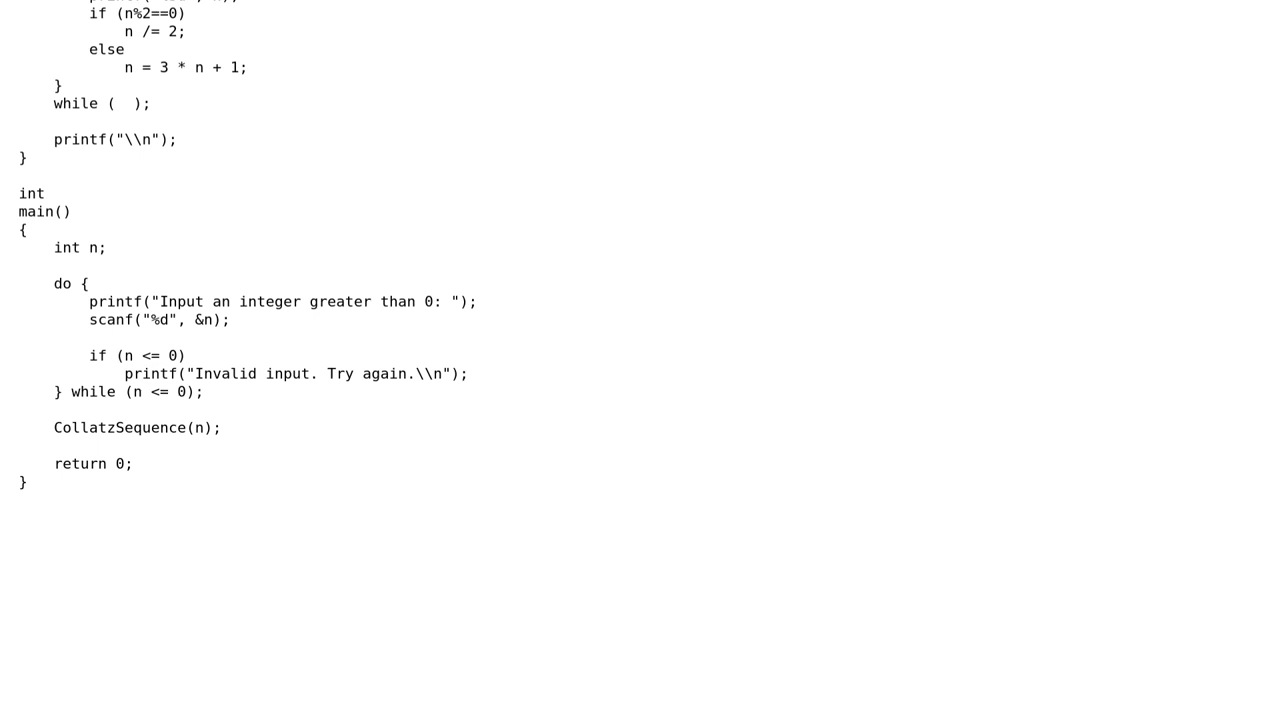 if (n%2==0)
            n /= 2;
        else
            n = 3 * n + 1;
    }
    while (  );

    printf("\\n");
}

int
main()
{
    int n;

    do {
        printf("Input an integer greater than 0: ");
        scanf("%d", &n);

        if (n <= 0)
            printf("Invalid input. Try again.\\n");
    } while (n <= 0);

    CollatzSequence(n);

    return 0;
}